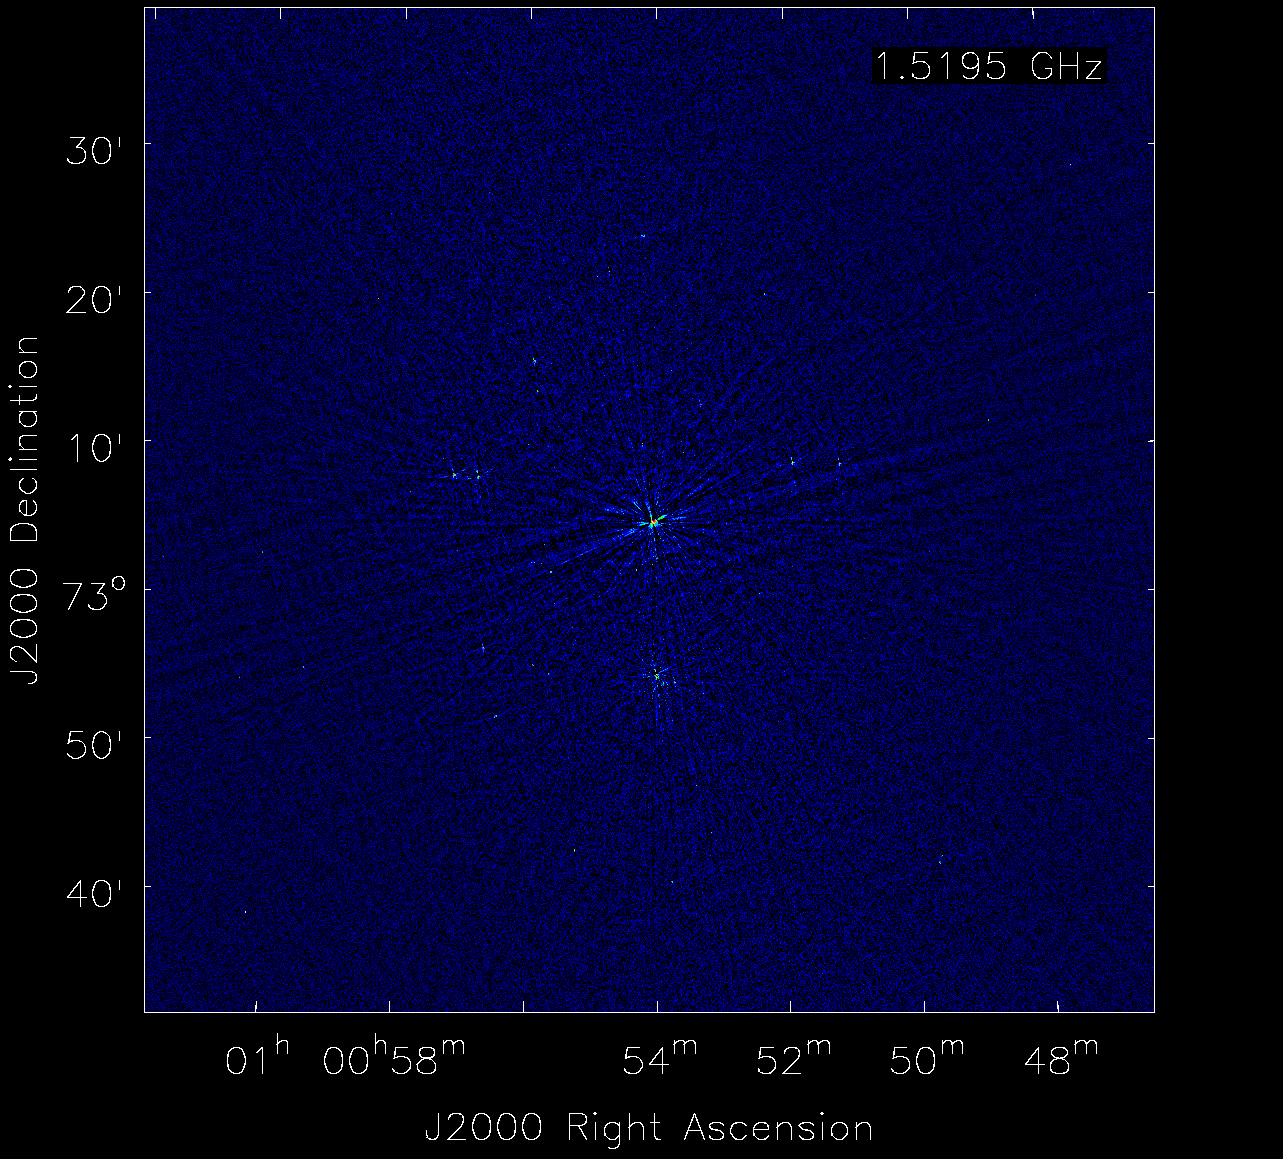 1.5195 GHz
30'
20'
10'
73°
50'
40'
J2000 Declination
01ʰ 00ʰ58ᵐ 54ᵐ 52ᵐ 50ᵐ 48ᵐ
J2000 Right Ascension